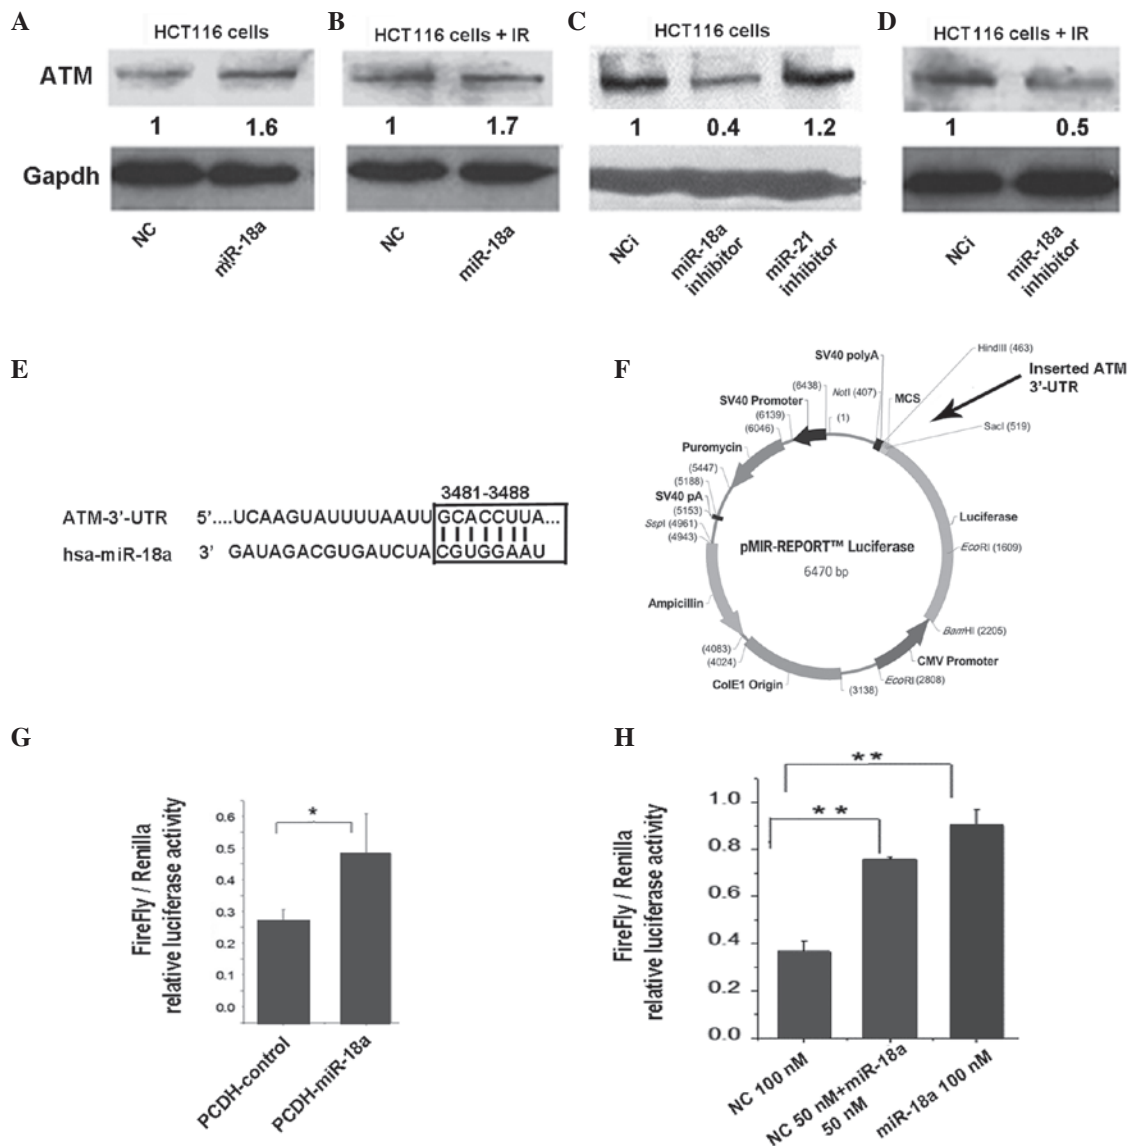 A
HCT116 cells
ATM
1 1.6
Gapdh
NC
miR-18a
B
HCT116 cells + IR
1 1.7
NC
miR-18a
C
HCT116 cells
1 0.4 1.2
NCi
miR-18a
inhibitor
miR-21
inhibitor
D
HCT116 cells + IR
1 0.5
NCi
miR-18a
inhibitor
E
3481-3488
ATM-3'-UTR 5'....UCAAGUAUUUUAAUUGCACCUUA...
hsa-miR-18a 3' GAUAGACGUGAUCUACGUGGAAU
F
SV40 polyA
HindIII (463)
Inserted ATM
3'-UTR
(6438)
NotI (407)
MCS
SV40 Promoter
(6139)
(1)
(6046)
SacI (519)
Puromycin
(5447)
(5188)
SV40 pA
(5153)
SspI (4961)
(4943)
Luciferase
pMIR-REPORT™ Luciferase
EcoRI (1609)
6470 bp
Ampicillin
BamHI (2205)
(4083)
(4024)
CMV Promoter
ColE1 Origin
(3138)
EcoRI (2808)
G
FireFly / Renilla
relative luciferase activity
0.6
0.5
0.4
0.3
0.2
0.1
0.0
*
PCDH-control
PCDH-miR-18a
H
FireFly / Renilla
relative luciferase activity
1.0
0.8
0.6
0.4
0.2
0.0
**
**
NC 100 nM
NC 50 nM+miR-18a
50 nM
miR-18a 100 nM